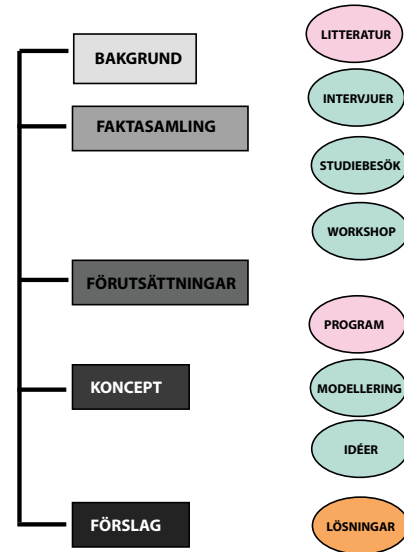 BAKGRUND
FAKTASAMLING
FÖRUTSÄTTNINGAR
KONCEPT
FÖRSLAG
LITTERATUR
INTERVJUER
STUDIEBESÖK
WORKSHOP
PROGRAM
MODELLERING
IDÉER
LÖSNINGAR